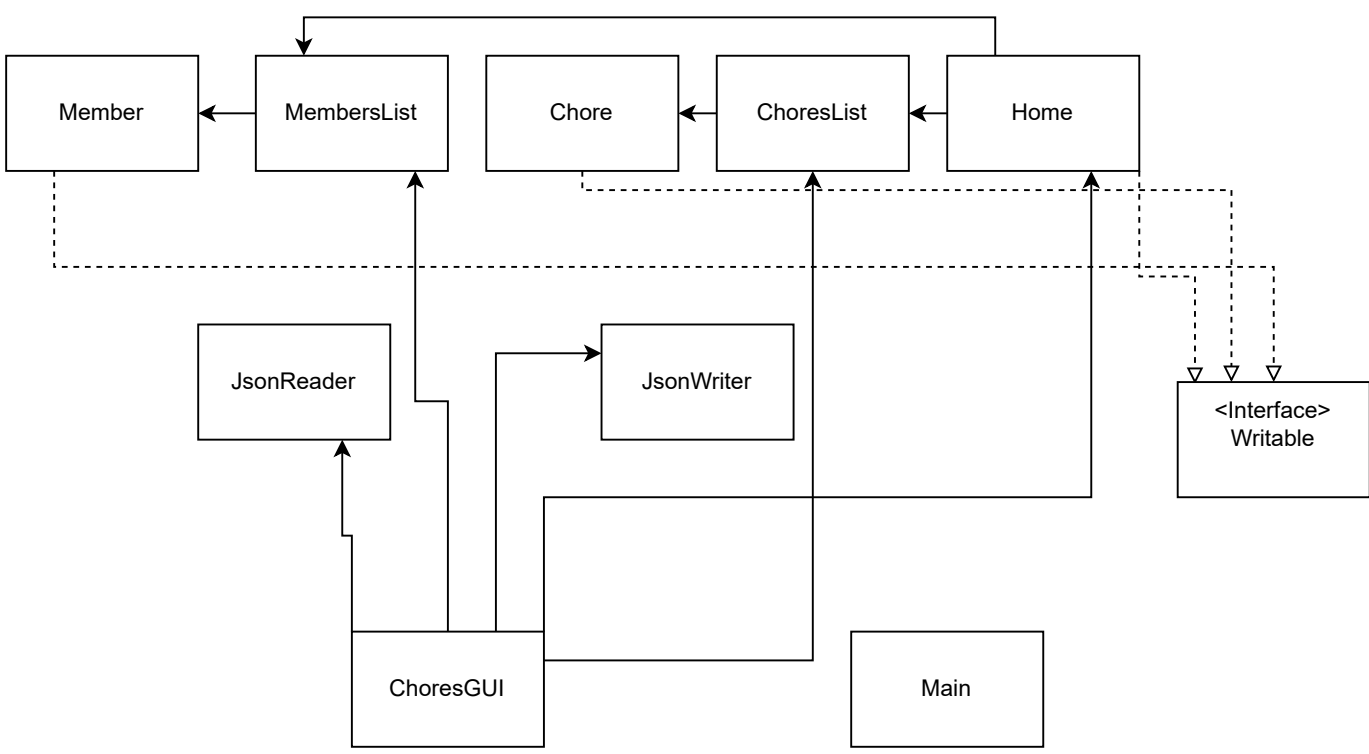 Member
MembersList
Chore
ChoresList
Home
JsonReader
JsonWriter
<Interface>
Writable
ChoresGUI
Main